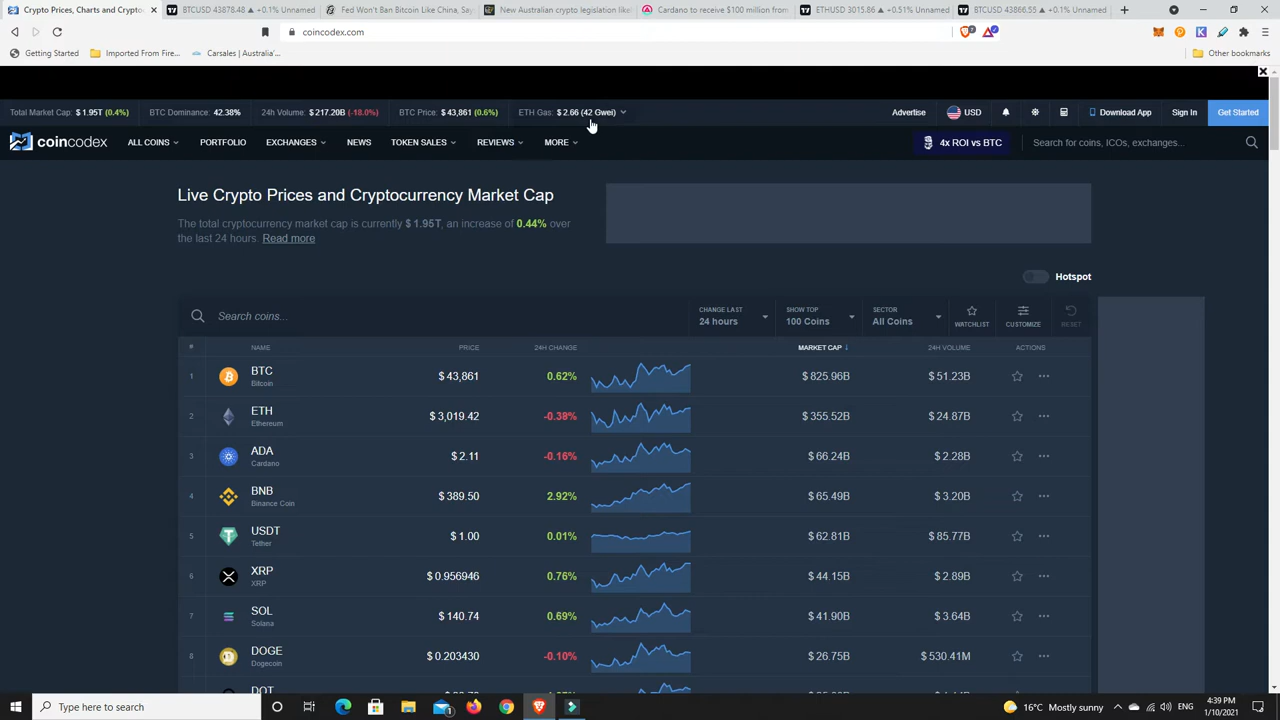 Crypto Prices, Charts and Crypto
BTCUSD 43878.48 ▲ +0.1% Unnamed
Fed Won't Ban Bitcoin Like China, Say
New Australian crypto legislation like
Cardano to receive $100 million from
ETHUSD 3015.86 ▲ +0.51% Unnamed
BTCUSD 43866.55 ▲ +0.1% Unnamed
coincodex.com
Getting Started
Imported From Fire...
Carsales | Australia'...
Other bookmarks
Total Market Cap: $ 1.95T (0.4%)
BTC Dominance: 42.38%
24h Volume: $ 217.20B (-18.0%)
BTC Price: $ 43,861 (0.6%)
ETH Gas: $ 2.66 (42 Gwei)
Advertise
USD
Download App
Sign In
Get Started
coincodex
ALL COINS
PORTFOLIO
EXCHANGES
NEWS
TOKEN SALES
REVIEWS
MORE
4x ROI vs BTC
Search for coins, ICOs, exchanges...
Live Crypto Prices and Cryptocurrency Market Cap
The total cryptocurrency market cap is currently $ 1.95T, an increase of 0.44% over
the last 24 hours. Read more
Hotspot
Search coins...
CHANGE LAST
24 hours
SHOW TOP
100 Coins
SECTOR
All Coins
WATCHLIST
CUSTOMIZE
RESET
# NAME PRICE 24H CHANGE MARKET CAP ↓ 24H VOLUME ACTIONS
1 BTC $ 43,861 0.62% $ 825.96B $ 51.23B
Bitcoin
2 ETH $ 3,019.42 -0.38% $ 355.52B $ 24.87B
Ethereum
3 ADA $ 2.11 -0.16% $ 66.24B $ 2.28B
Cardano
4 BNB $ 389.50 2.92% $ 65.49B $ 3.20B
Binance Coin
5 USDT $ 1.00 0.01% $ 62.81B $ 85.77B
Tether
6 XRP $ 0.956946 0.76% $ 44.15B $ 2.89B
XRP
7 SOL $ 140.74 0.69% $ 41.90B $ 3.64B
Solana
8 DOGE $ 0.203430 -0.10% $ 26.75B $ 530.41M
Dogecoin
DOT
Type here to search
16°C Mostly sunny
4:39 PM
1/10/2021